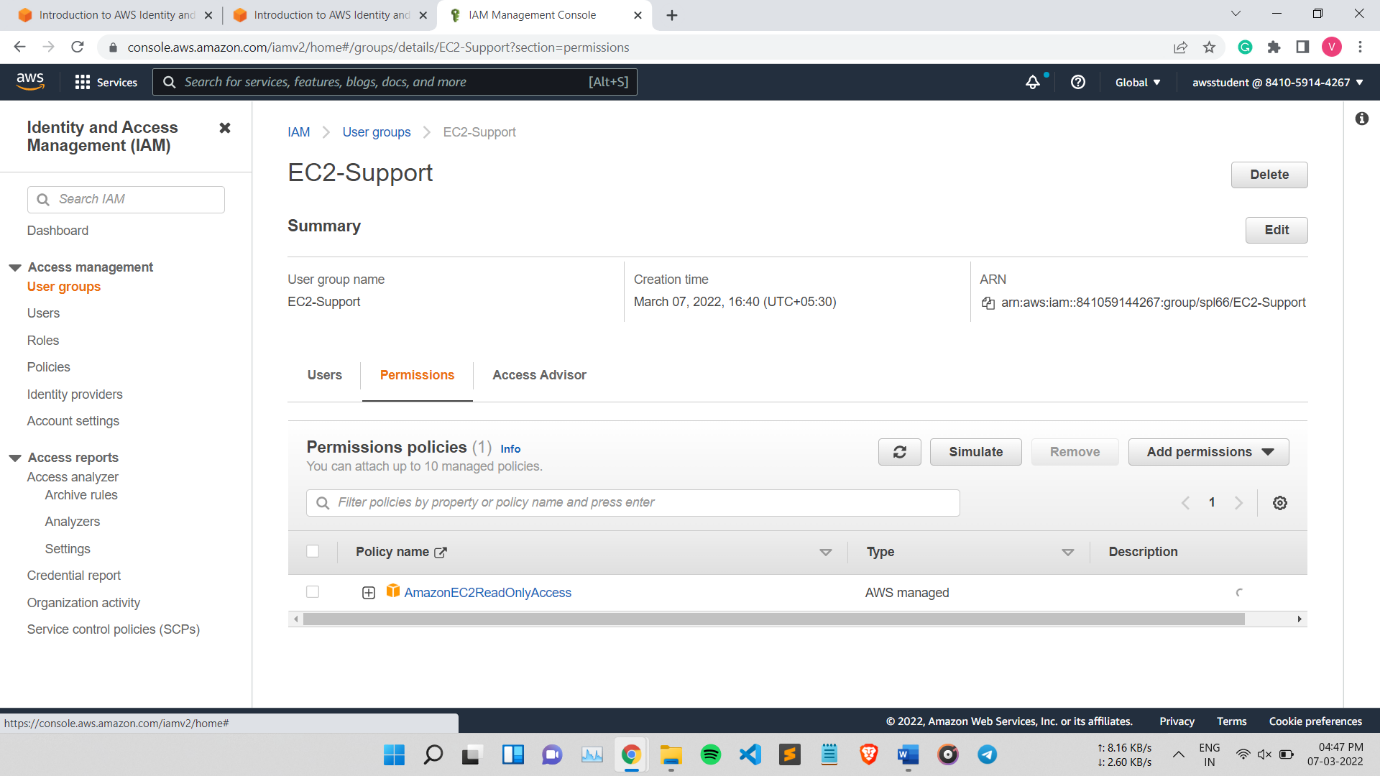 Introduction to AWS Identity and
Introduction to AWS Identity and
IAM Management Console
console.aws.amazon.com/iamv2/home#/groups/details/EC2-Support?section=permissions
V
aws
Services
Search for services, features, blogs, docs, and more
[Alt+S]
Global
awsstudent @ 8410-5914-4267
Identity and Access
Management (IAM)
Search IAM
Dashboard
Access management
User groups
Users
Roles
Policies
Identity providers
Account settings
Access reports
Access analyzer
Archive rules
Analyzers
Settings
Credential report
Organization activity
Service control policies (SCPs)
IAM
User groups
EC2-Support
EC2-Support
Delete
Summary
Edit
User group name
EC2-Support
Creation time
March 07, 2022, 16:40 (UTC+05:30)
ARN
arn:aws:iam::841059144267:group/spl66/EC2-Support
Users
Permissions
Access Advisor
Permissions policies (1) Info
You can attach up to 10 managed policies.
Simulate
Remove
Add permissions
Filter policies by property or policy name and press enter
1
Policy name
Type
Description
AmazonEC2ReadOnlyAccess
AWS managed
https://console.aws.amazon.com/iamv2/home#
© 2022, Amazon Web Services, Inc. or its affiliates.
Privacy
Terms
Cookie preferences
↑: 8.16 KB/s
↓: 2.60 KB/s
ENG
IN
04:47 PM
07-03-2022